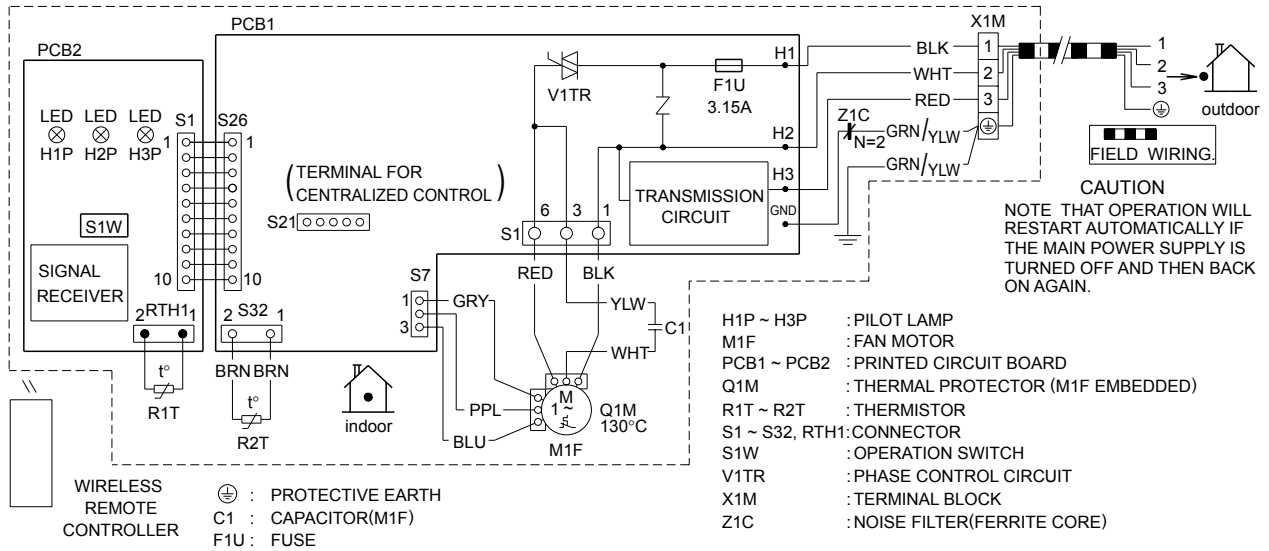 PCB1
X1M
PCB2
H1
BLK
1
1
WHT
2
2
F1U
3.15A
V1TR
RED
3
3
outdoor
LED LED LED
H1P H2P H3P
S1 S26
1 1
Z1C
N=2
GRN/YLW
H2
FIELD WIRING.
GRN/YLW
H3
(TERMINAL FOR
CENTRALIZED CONTROL)
TRANSMISSION
CIRCUIT
GND
CAUTION
NOTE THAT OPERATION WILL
RESTART AUTOMATICALLY IF
THE MAIN POWER SUPPLY IS
TURNED OFF AND THEN BACK
ON AGAIN.
S21
6 3 1
S1
S1W
SIGNAL
RECEIVER
10 10
RED BLK
S7
1
3
GRY
YLW
C1
WHT
2 RTH1 1
2 S32 1
BRN BRN
t°
R1T
t°
R2T
indoor
PPL
BLU
M
1~
Q1M
130°C
M1F
H1P ~ H3P : PILOT LAMP
M1F : FAN MOTOR
PCB1 ~ PCB2 : PRINTED CIRCUIT BOARD
Q1M : THERMAL PROTECTOR (M1F EMBEDDED)
R1T ~ R2T : THERMISTOR
S1 ~ S32, RTH1: CONNECTOR
S1W : OPERATION SWITCH
V1TR : PHASE CONTROL CIRCUIT
X1M : TERMINAL BLOCK
Z1C : NOISE FILTER(FERRITE CORE)
WIRELESS
REMOTE
CONTROLLER
: PROTECTIVE EARTH
C1 : CAPACITOR(M1F)
F1U : FUSE